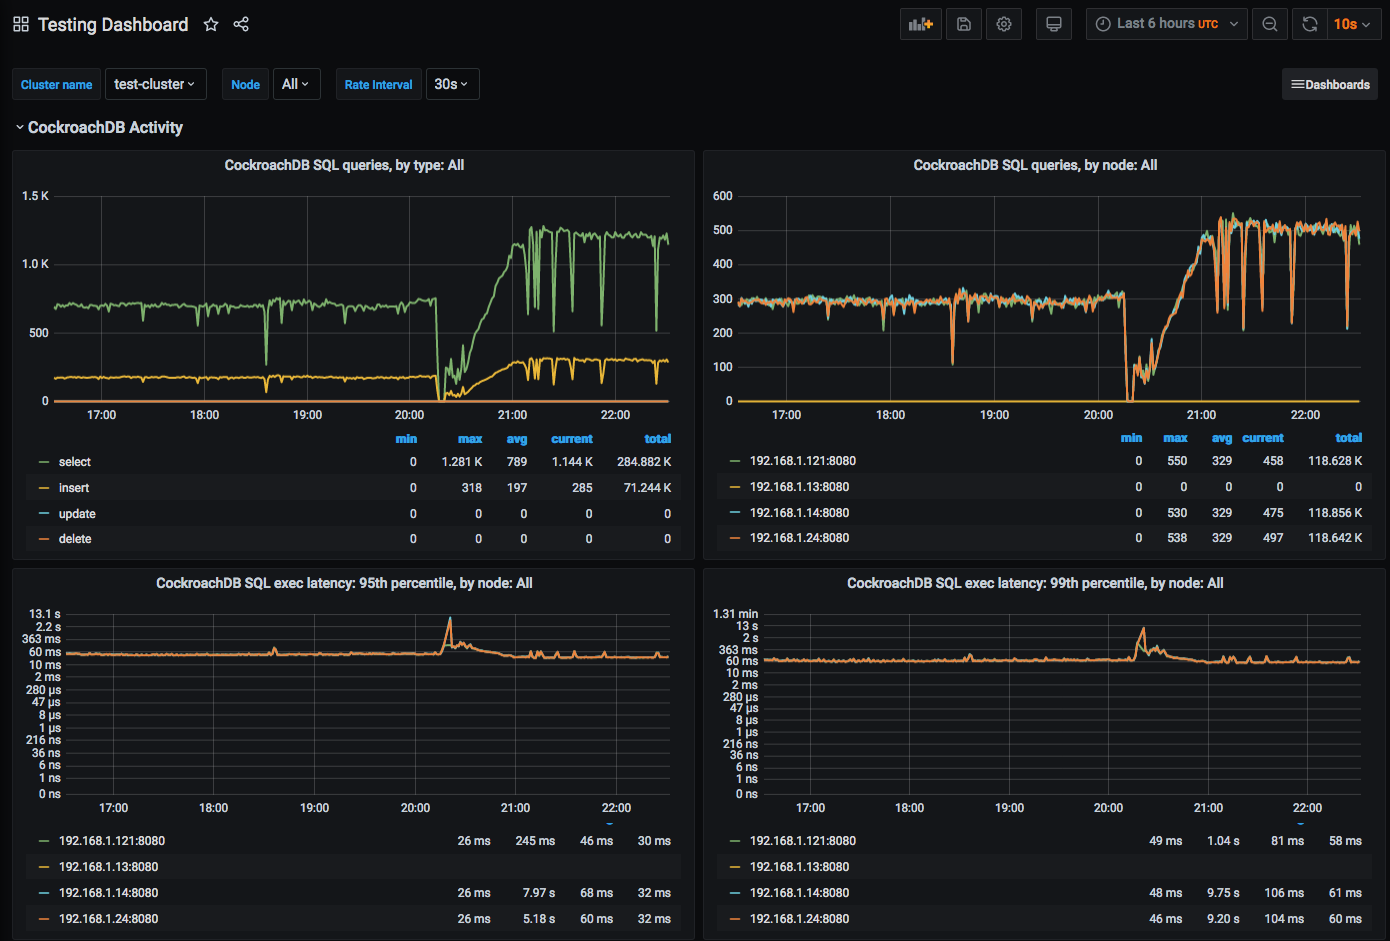 Testing Dashboard
Last 6 hours UTC
10s
Cluster name test-cluster Node All Rate Interval 30s Dashboards
CockroachDB Activity
CockroachDB SQL queries, by type: All
1.5 K
1.0 K
500
0
17:00 18:00 19:00 20:00 21:00 22:00
min max avg current total
select 0 1.281 K 789 1.144 K 284.882 K
insert 0 318 197 285 71.244 K
update 0 0 0 0 0
delete 0 0 0 0 0
CockroachDB SQL queries, by node: All
600
500
400
300
200
100
0
17:00 18:00 19:00 20:00 21:00 22:00
min max avg current total
192.168.1.121:8080 0 550 329 458 118.628 K
192.168.1.13:8080 0 0 0 0 0
192.168.1.14:8080 0 530 329 475 118.856 K
192.168.1.24:8080 0 538 329 497 118.642 K
CockroachDB SQL exec latency: 95th percentile, by node: All
13.1 s
2.2 s
363 ms
60 ms
10 ms
2 ms
280 µs
47 µs
8 µs
1 µs
216 ns
36 ns
6 ns
1 ns
0 ns
17:00 18:00 19:00 20:00 21:00 22:00
192.168.1.121:8080 26 ms 245 ms 46 ms 30 ms
192.168.1.13:8080
192.168.1.14:8080 26 ms 7.97 s 68 ms 32 ms
192.168.1.24:8080 26 ms 5.18 s 60 ms 32 ms
CockroachDB SQL exec latency: 99th percentile, by node: All
1.31 min
13 s
2 s
363 ms
60 ms
10 ms
2 ms
280 µs
47 µs
8 µs
1 µs
216 ns
36 ns
6 ns
1 ns
0 ns
17:00 18:00 19:00 20:00 21:00 22:00
192.168.1.121:8080 49 ms 1.04 s 81 ms 58 ms
192.168.1.13:8080
192.168.1.14:8080 48 ms 9.75 s 106 ms 61 ms
192.168.1.24:8080 46 ms 9.20 s 104 ms 60 ms